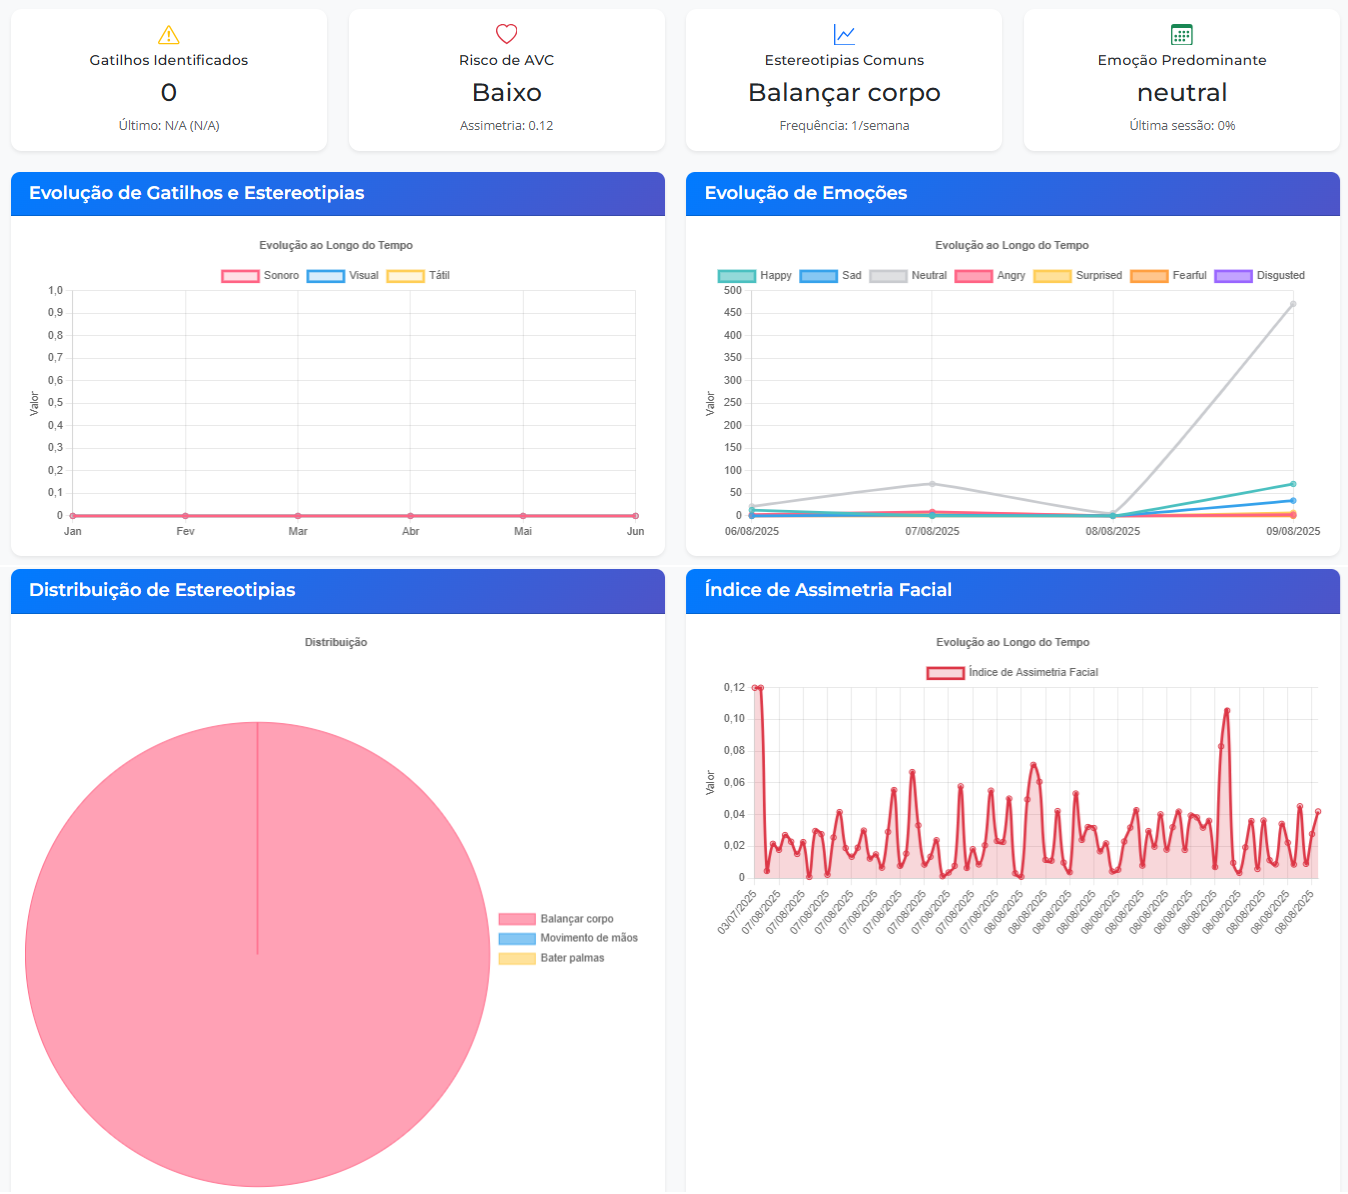 Gatilhos Identificados
0
Último: N/A (N/A)
Risco de AVC
Baixo
Assimetria: 0.12
Estereotipias Comuns
Balançar corpo
Frequência: 1/semana
Emoção Predominante
neutral
Última sessão: 0%
Evolução de Gatilhos e Estereotipias
Evolução ao Longo do Tempo
Sonoro Visual Tátil
Valor
1,0
0,9
0,8
0,7
0,6
0,5
0,4
0,3
0,2
0,1
0
Jan Fev Mar Abr Mai Jun
Evolução de Emoções
Evolução ao Longo do Tempo
Happy Sad Neutral Angry Surprised Fearful Disgusted
Valor
500
450
400
350
300
250
200
150
100
50
0
06/08/2025 07/08/2025 08/08/2025 09/08/2025
Distribuição de Estereotipias
Distribuição
Balançar corpo
Movimento de mãos
Bater palmas
Índice de Assimetria Facial
Evolução ao Longo do Tempo
Índice de Assimetria Facial
Valor
0,12
0,10
0,08
0,06
0,04
0,02
0
03/07/2025 07/08/2025 07/08/2025 07/08/2025 07/08/2025 07/08/2025 07/08/2025 07/08/2025 07/08/2025 07/08/2025 07/08/2025 08/08/2025 08/08/2025 08/08/2025 08/08/2025 08/08/2025 08/08/2025 08/08/2025 08/08/2025 08/08/2025 08/08/2025 08/08/2025 08/08/2025 08/08/2025